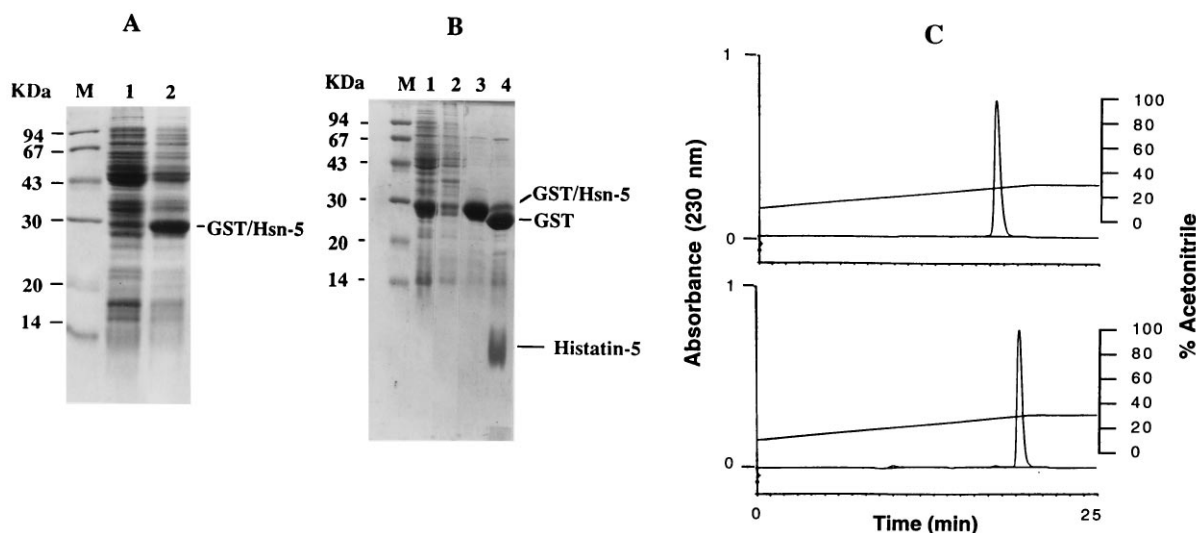 A
KDa M 1 2
94
67
43
30
20
14
GST/Hsn-5
B
KDa M 1 2 3 4
94
67
43
30
20
14
GST/Hsn-5
GST
Histatin-5
C
Absorbance (230 nm)
1
0
100
80
60
40
20
0
1
0
100
80
60
40
20
0
% Acetonitrile
0
25
Time (min)